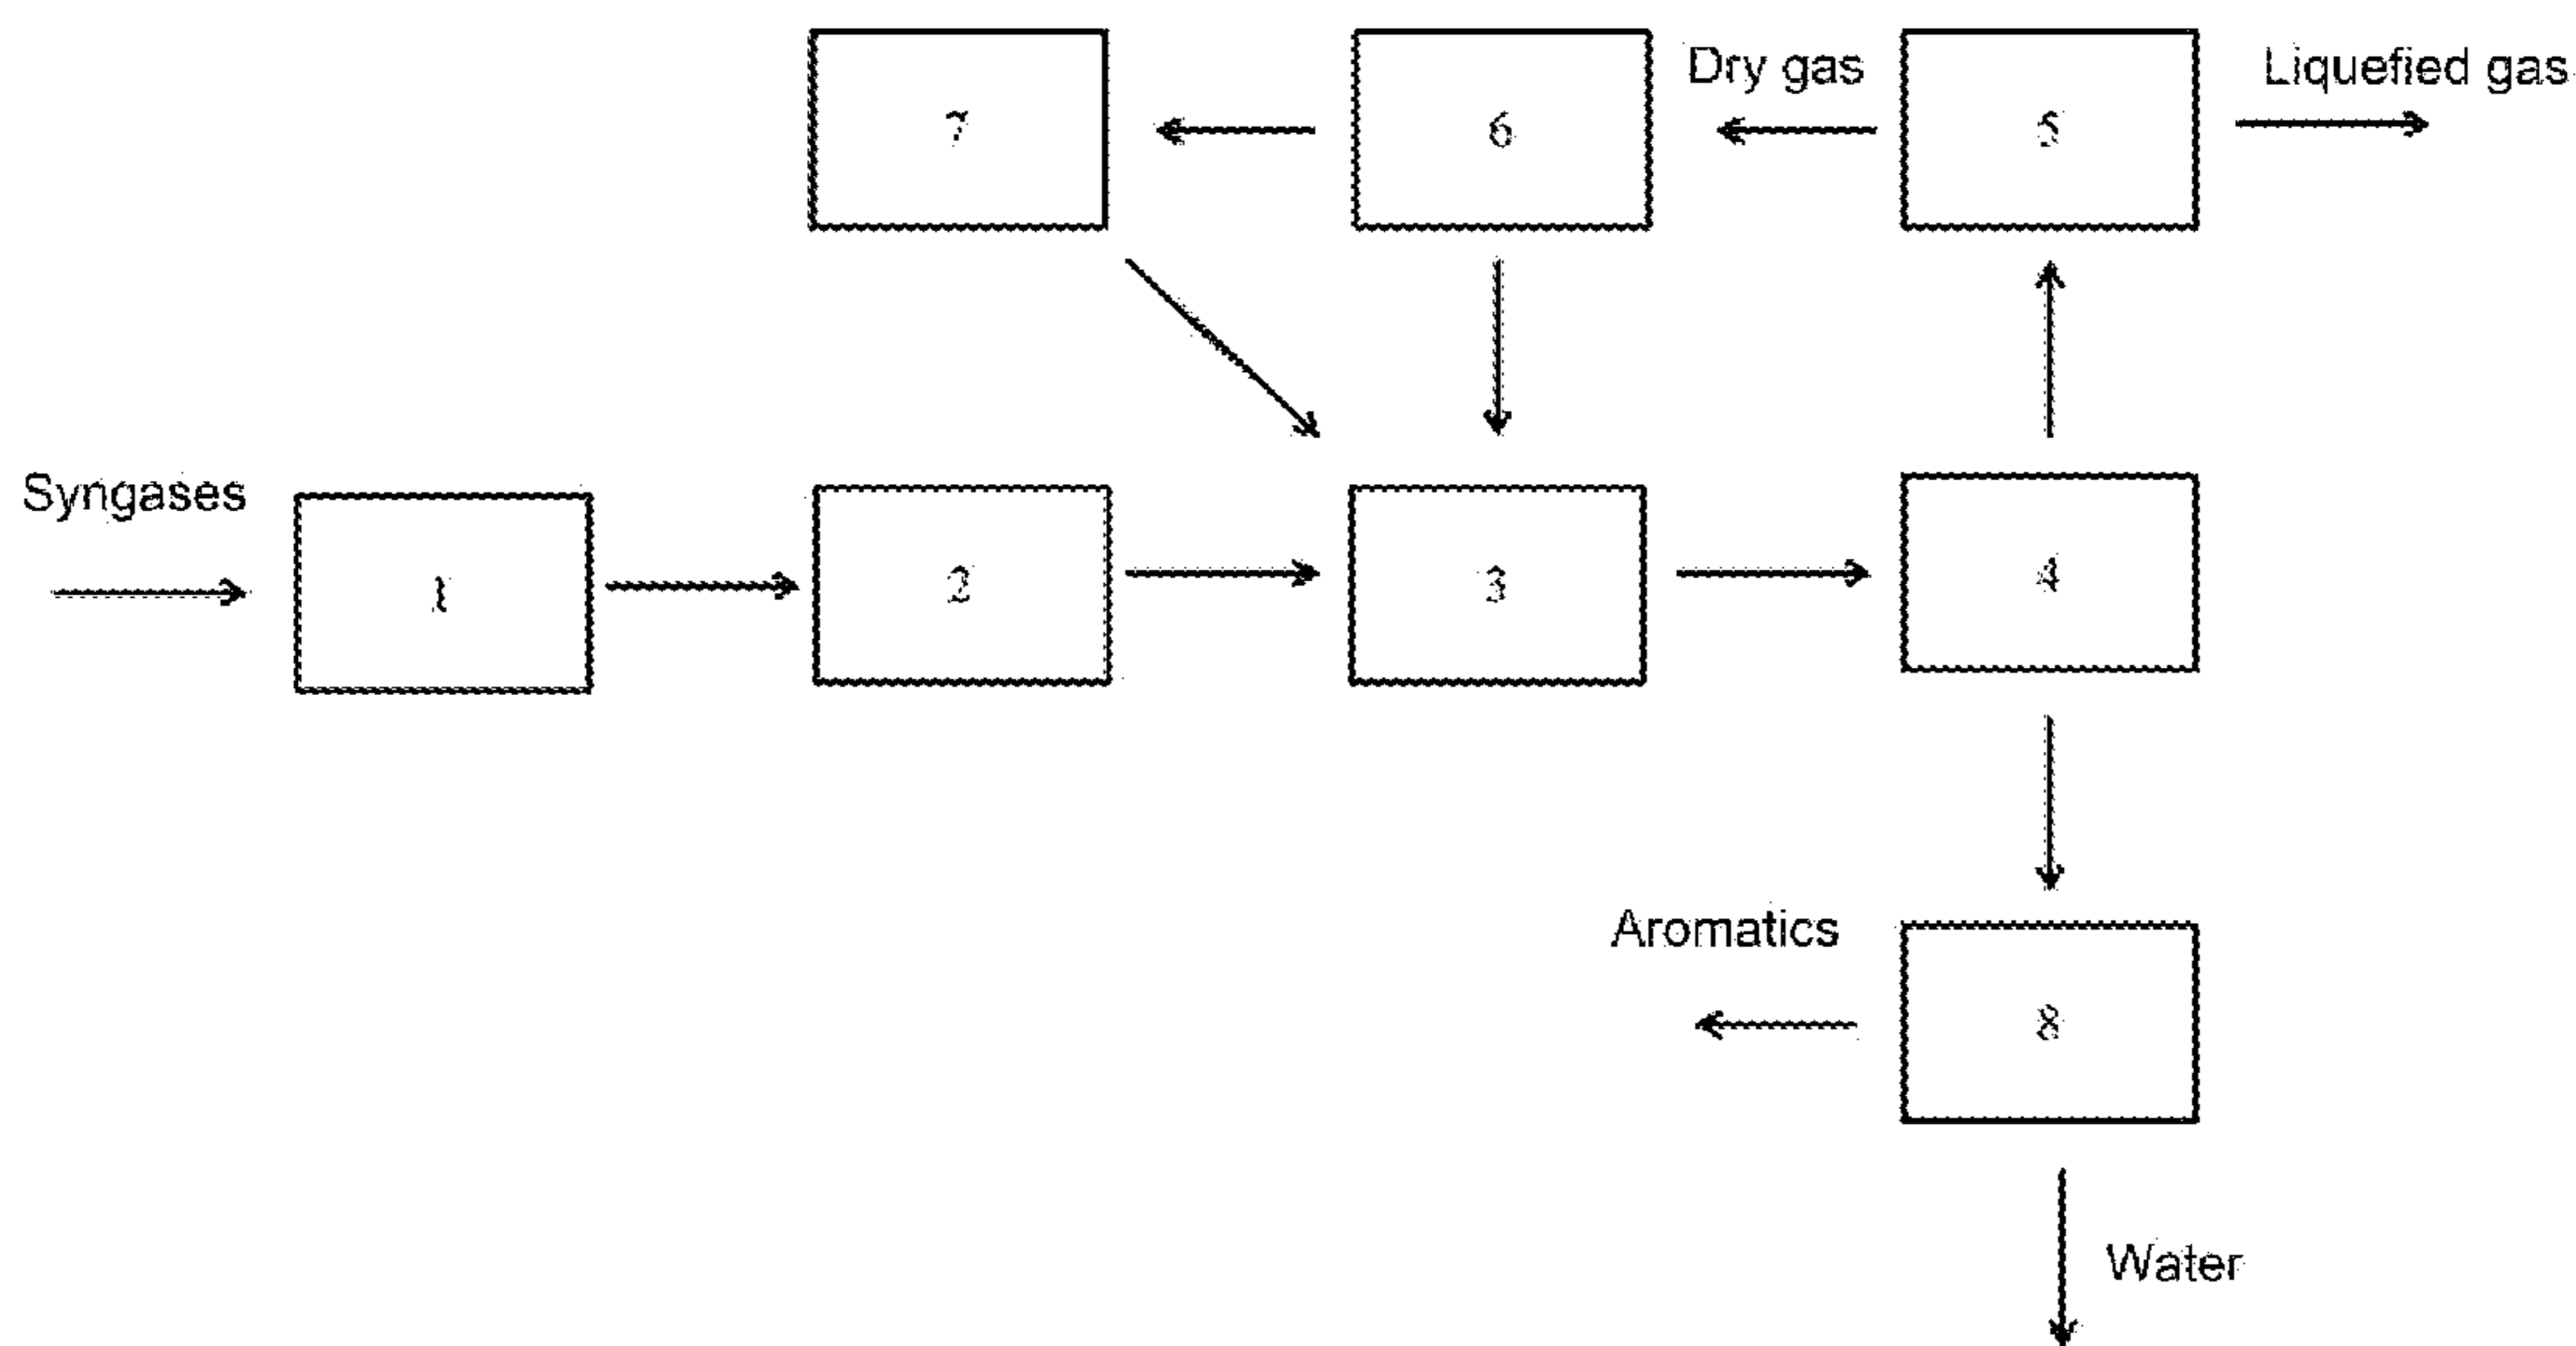 7
6
Dry gas
5
Liquefied gas
Syngases
1
2
3
4
Aromatics
8
Water